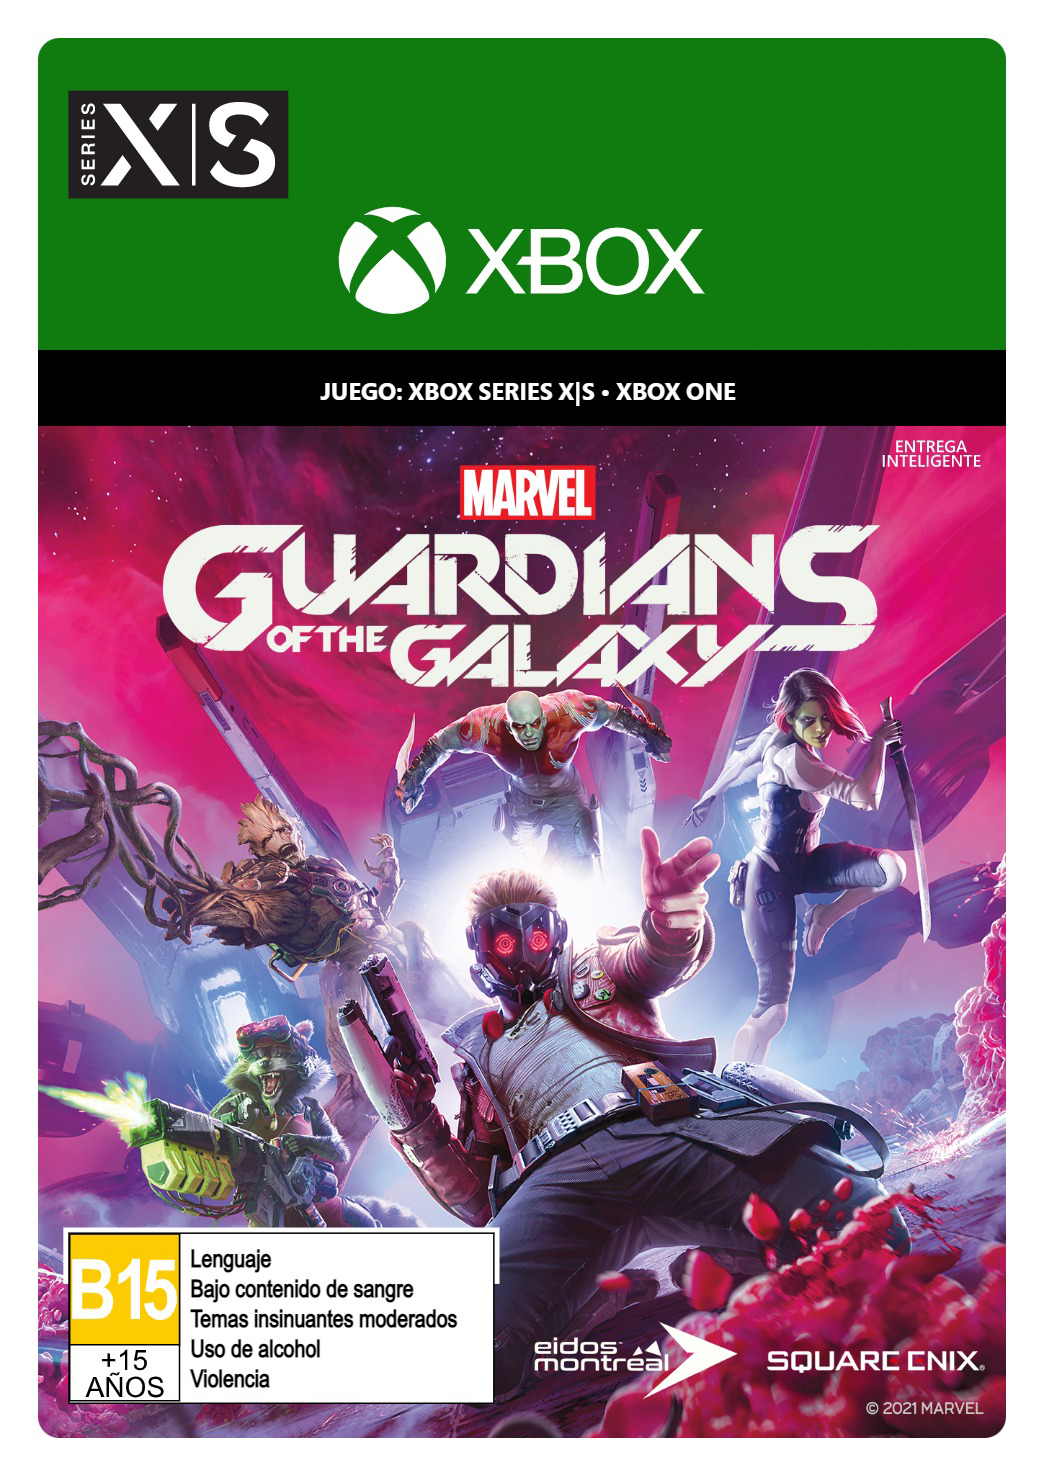 SERIES X|S
XBOX
JUEGO: XBOX SERIES X|S • XBOX ONE
ENTREGA
INTELIGENTE
MARVEL
GUARDIANS
OF THE GALAXY
B15
+15
AÑOS
Lenguaje
Bajo contenido de sangre
Temas insinuantes moderados
Uso de alcohol
Violencia
eidos™
montréal
SQUARE ENIX®
© 2021 MARVEL